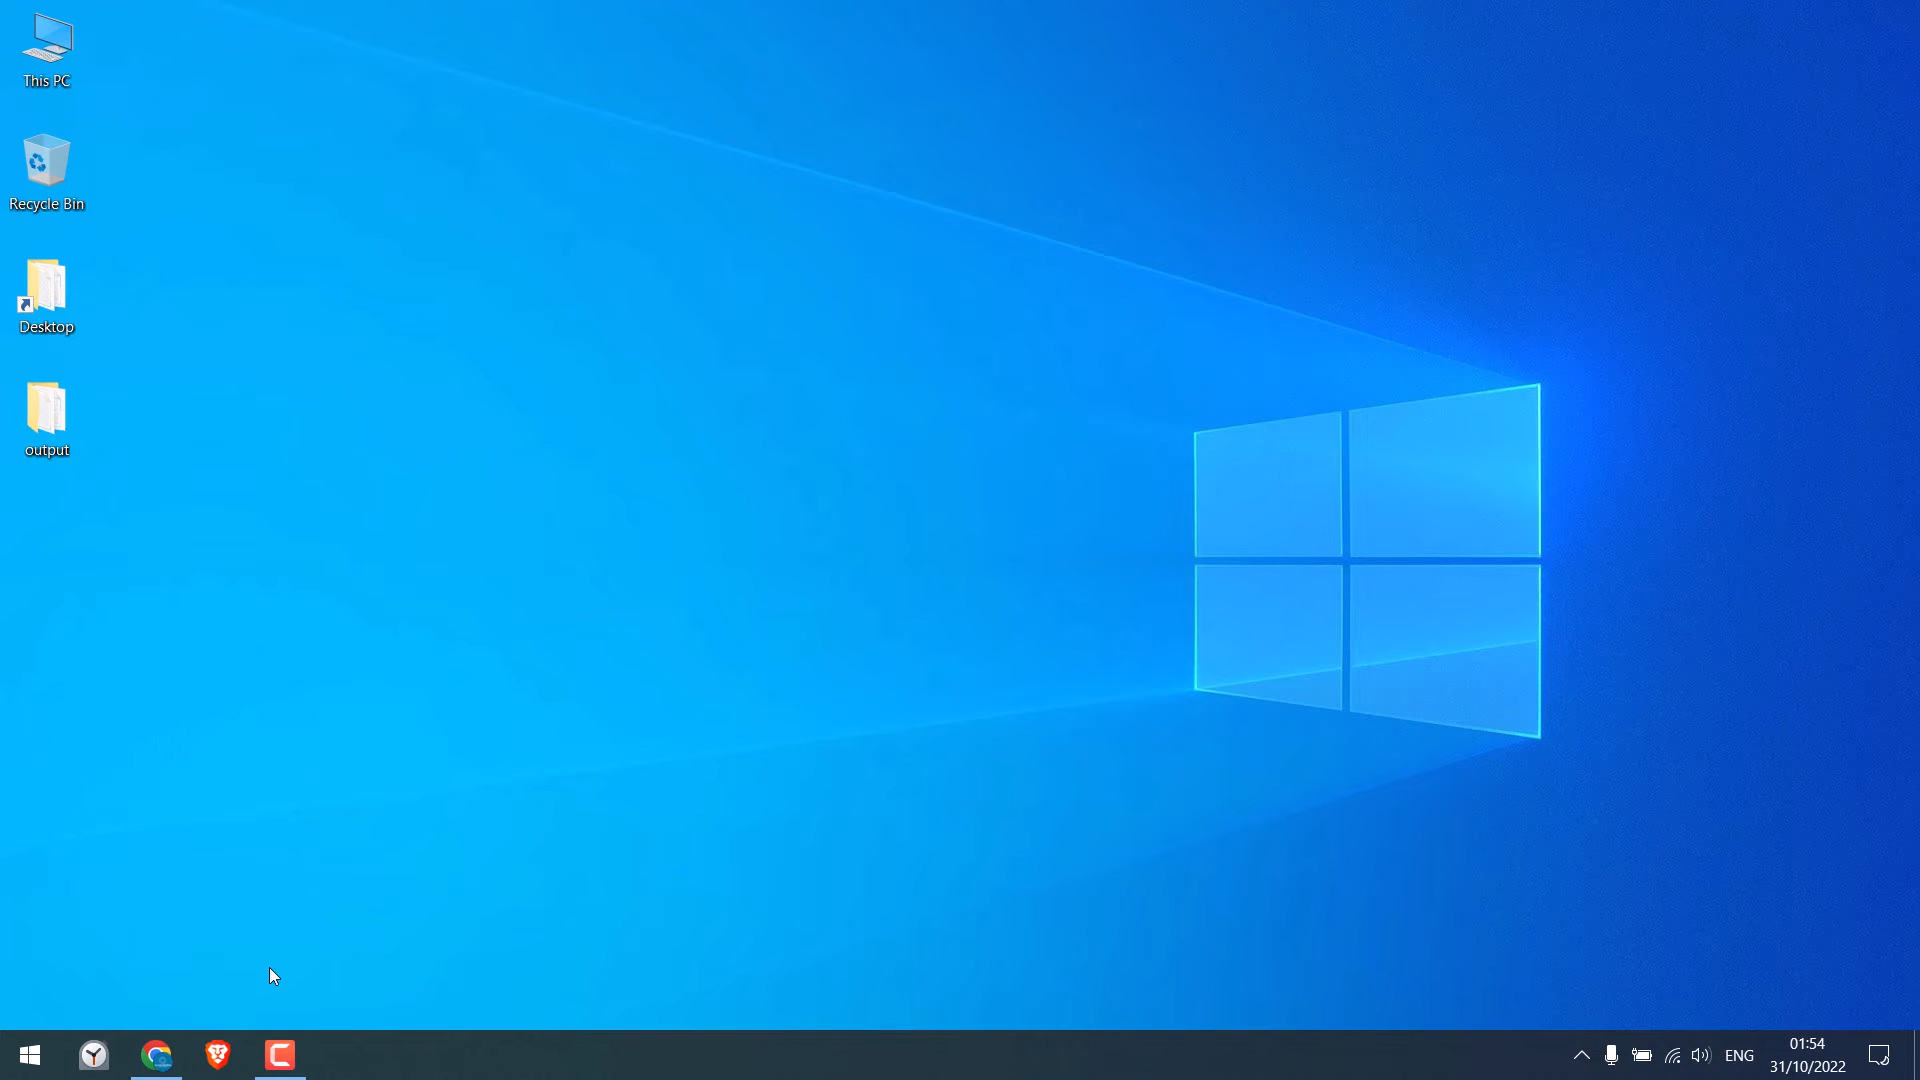 This PC
Recycle Bin
Desktop
output
ENG
01:54
31/10/2022